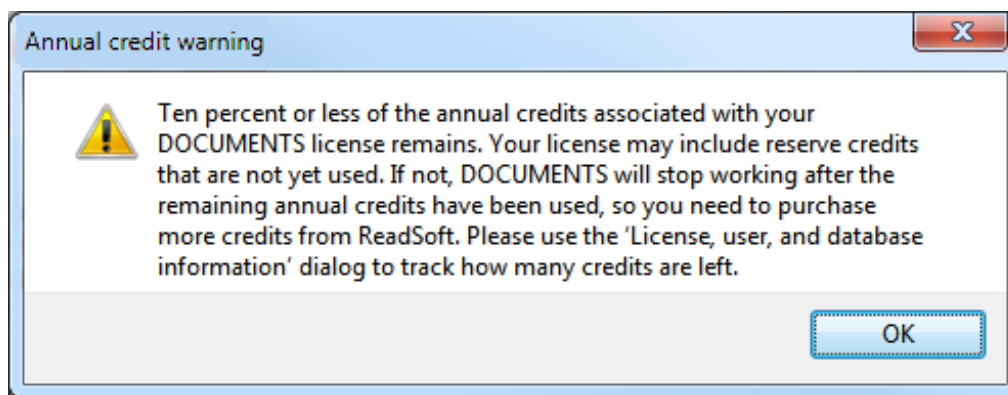 Annual credit warning
Ten percent or less of the annual credits associated with your
DOCUMENTS license remains. Your license may include reserve credits
that are not yet used. If not, DOCUMENTS will stop working after the
remaining annual credits have been used, so you need to purchase
more credits from ReadSoft. Please use the ‘License, user, and database
information’ dialog to track how many credits are left.
OK